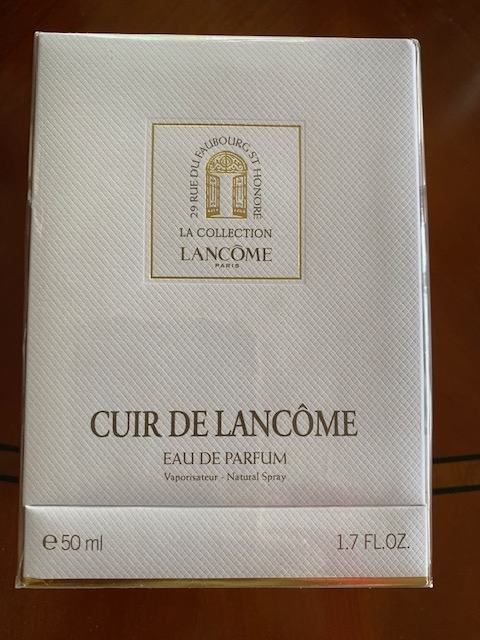 29 RUE DU FAUBOURG ST HONORÉ
LA COLLECTION
LANCÔME
PARIS
CUIR DE LANCÔME
EAU DE PARFUM
Vaporisateur - Natural Spray
℮ 50 ml
1.7 FL.OZ.